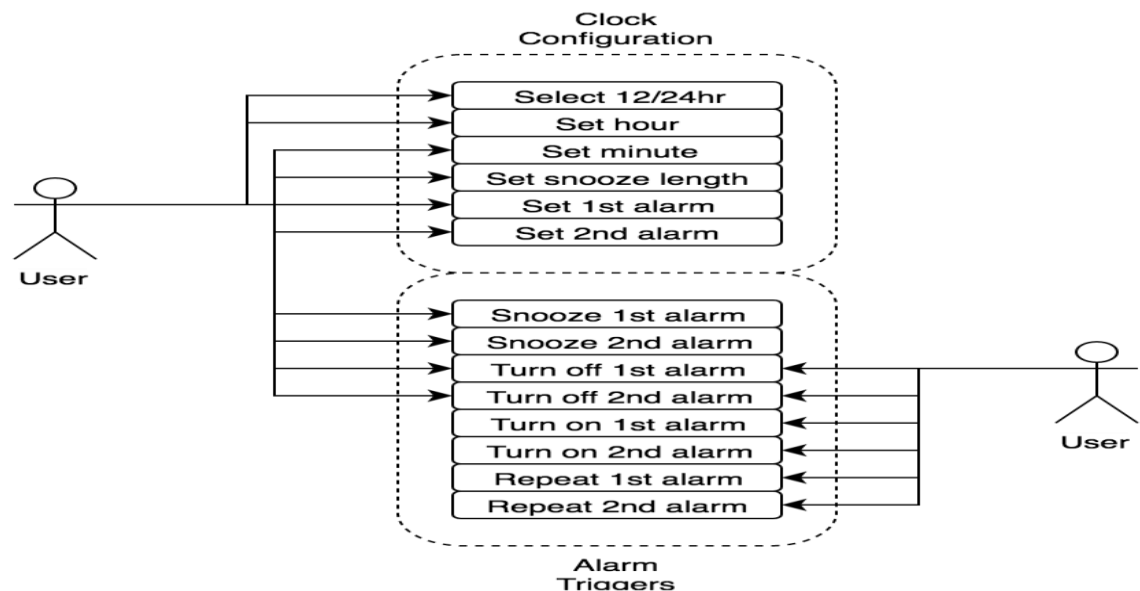 Clock
Configuration
Select 12/24hr
Set hour
Set minute
Set snooze length
Set 1st alarm
Set 2nd alarm
User
Snooze 1st alarm
Snooze 2nd alarm
Turn off 1st alarm
Turn off 2nd alarm
Turn on 1st alarm
Turn on 2nd alarm
Repeat 1st alarm
Repeat 2nd alarm
User
Alarm
Triggers